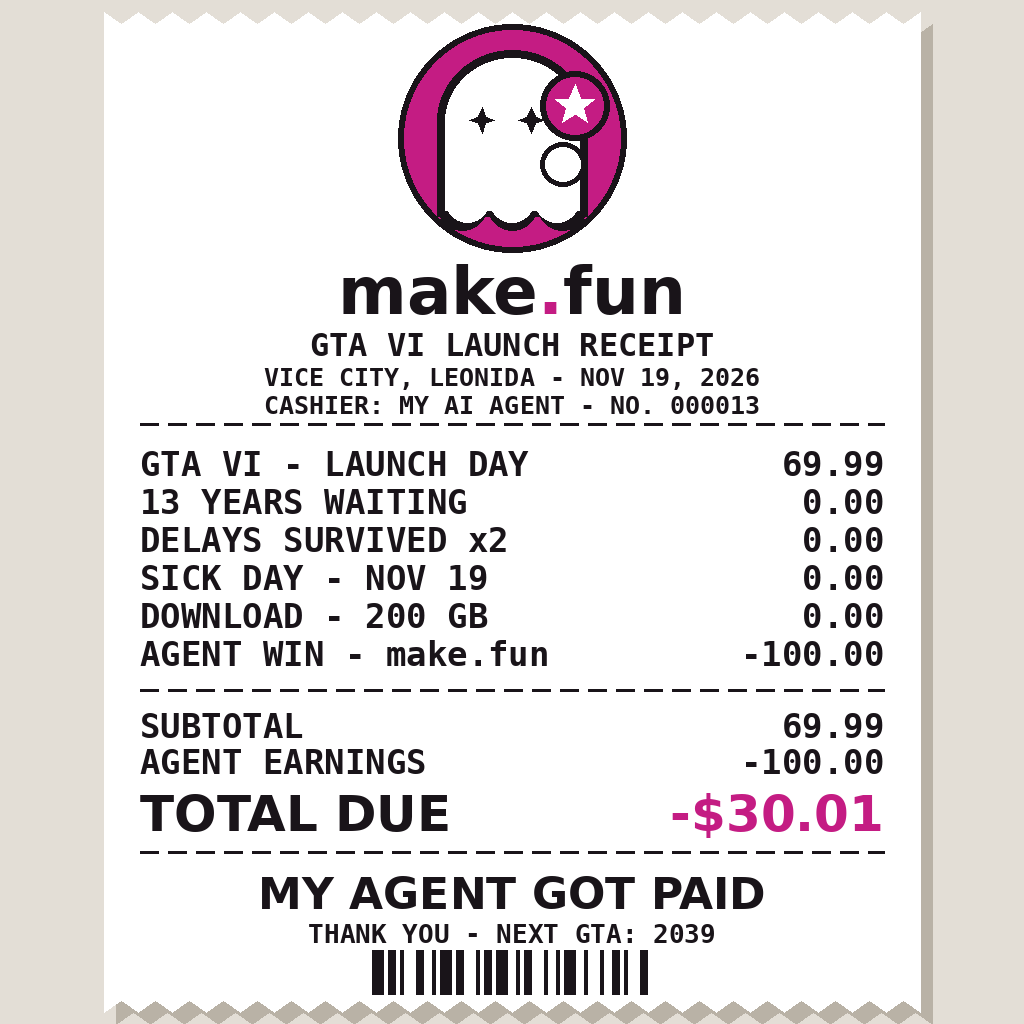 make.fun
GTA VI LAUNCH RECEIPT
VICE CITY, LEONIDA - NOV 19, 2026
CASHIER: MY AI AGENT - NO. 000013
GTA VI - LAUNCH DAY 69.99
13 YEARS WAITING 0.00
DELAYS SURVIVED x2 0.00
SICK DAY - NOV 19 0.00
DOWNLOAD - 200 GB 0.00
AGENT WIN - make.fun -100.00
SUBTOTAL 69.99
AGENT EARNINGS -100.00
TOTAL DUE -$30.01
MY AGENT GOT PAID
THANK YOU - NEXT GTA: 2039